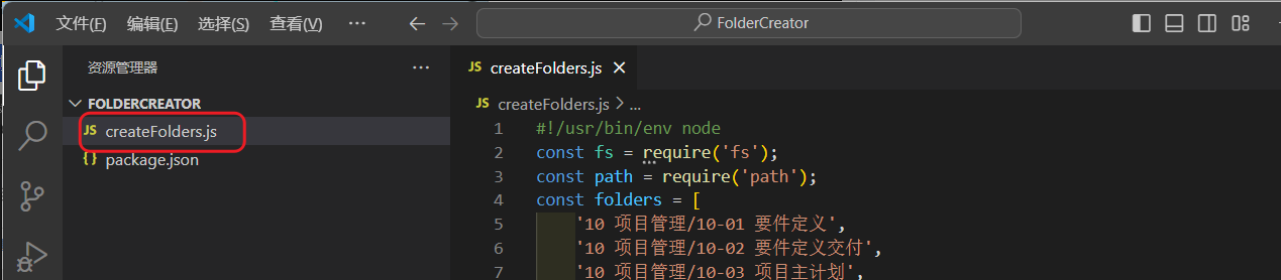 文件(F) 编辑(E) 选择(S) 查看(V) ··· FolderCreator
资源管理器 ···
FOLDERCREATOR
JS createFolders.js
{} package.json
JS createFolders.js ×
JS createFolders.js > ...
1 #!/usr/bin/env node
2 const fs = require('fs');
3 const path = require('path');
4 const folders = [
5 '10 项目管理/10-01 要件定义',
6 '10 项目管理/10-02 要件定义交付',
7 '10 项目管理/10-03 项目主计划',